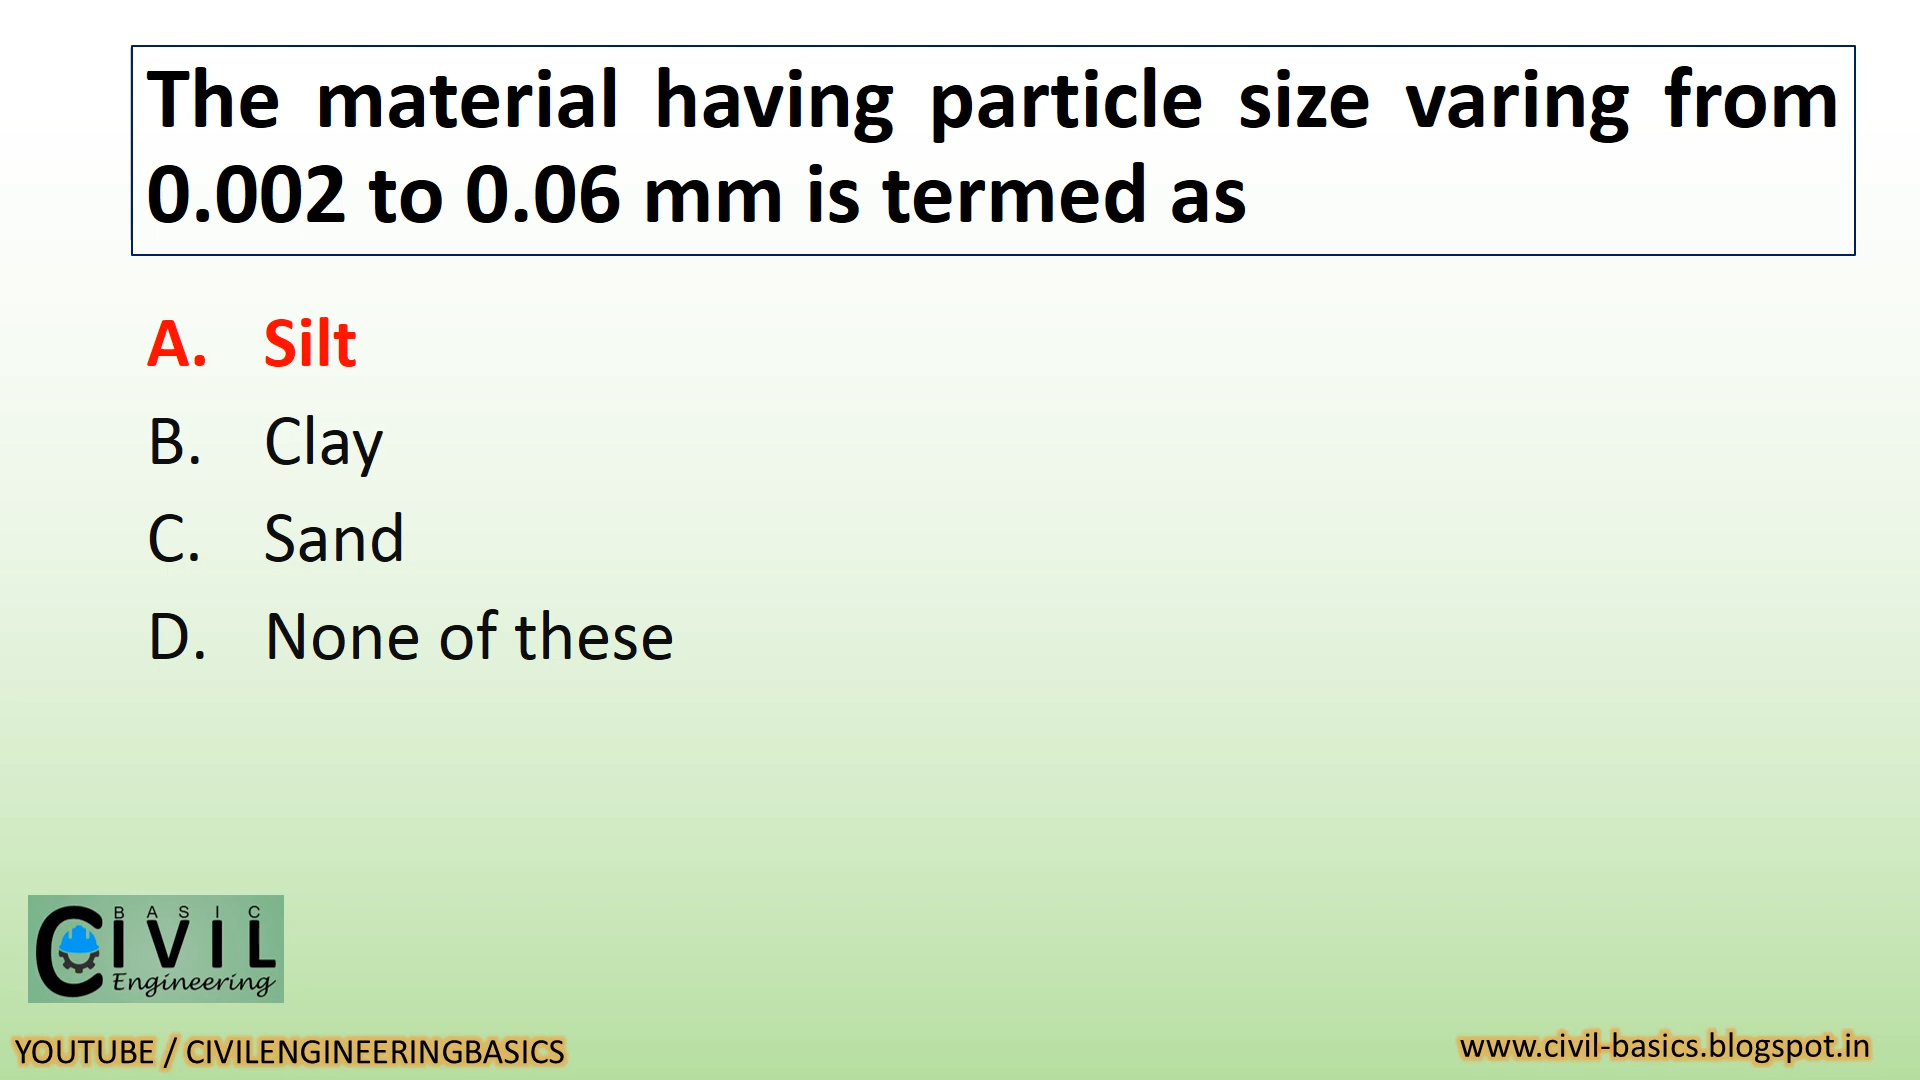 The material having particle size varing from
0.002 to 0.06 mm is termed as
A. Silt
B. Clay
C. Sand
D. None of these
BASIC
CIVIL
Engineering
YOUTUBE / CIVILENGINEERINGBASICS
www.civil-basics.blogspot.in